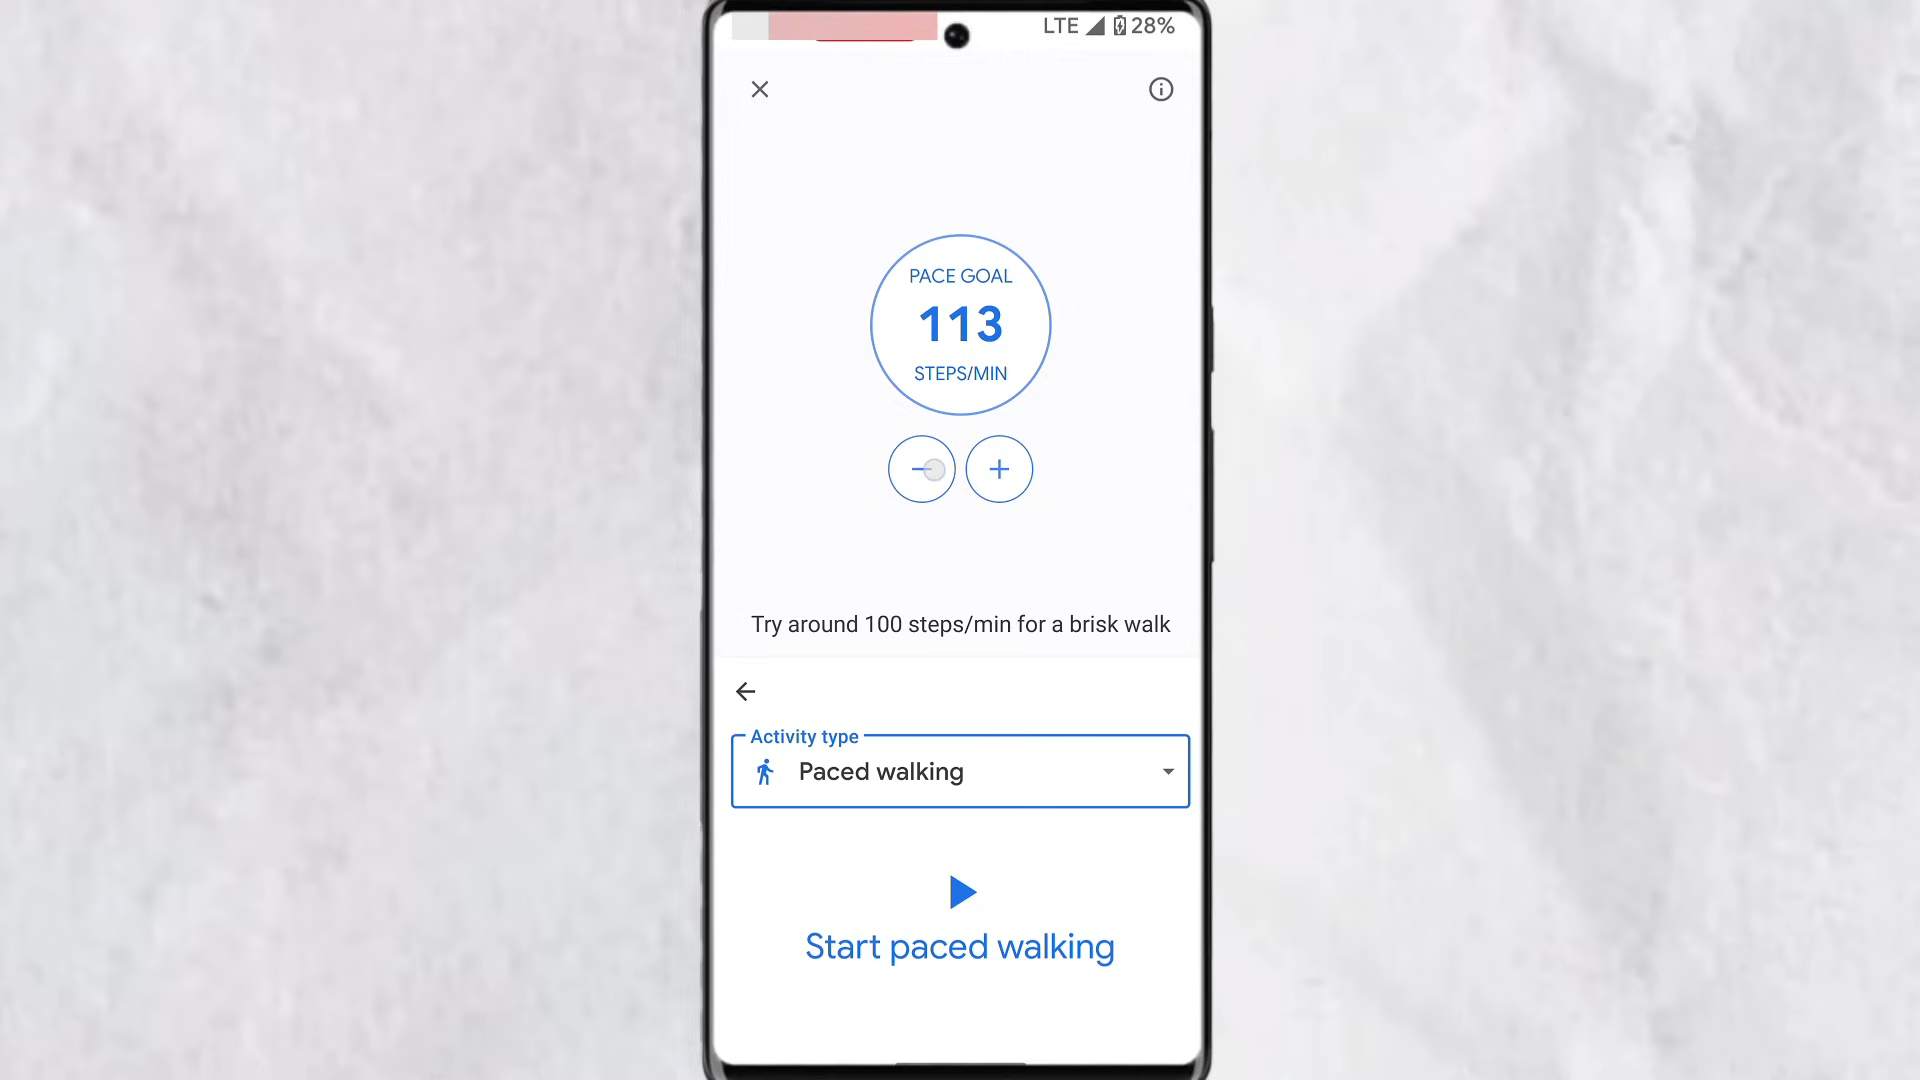 LTE 28%
PACE GOAL
113
STEPS/MIN
Try around 100 steps/min for a brisk walk
Activity type
Paced walking
Start paced walking